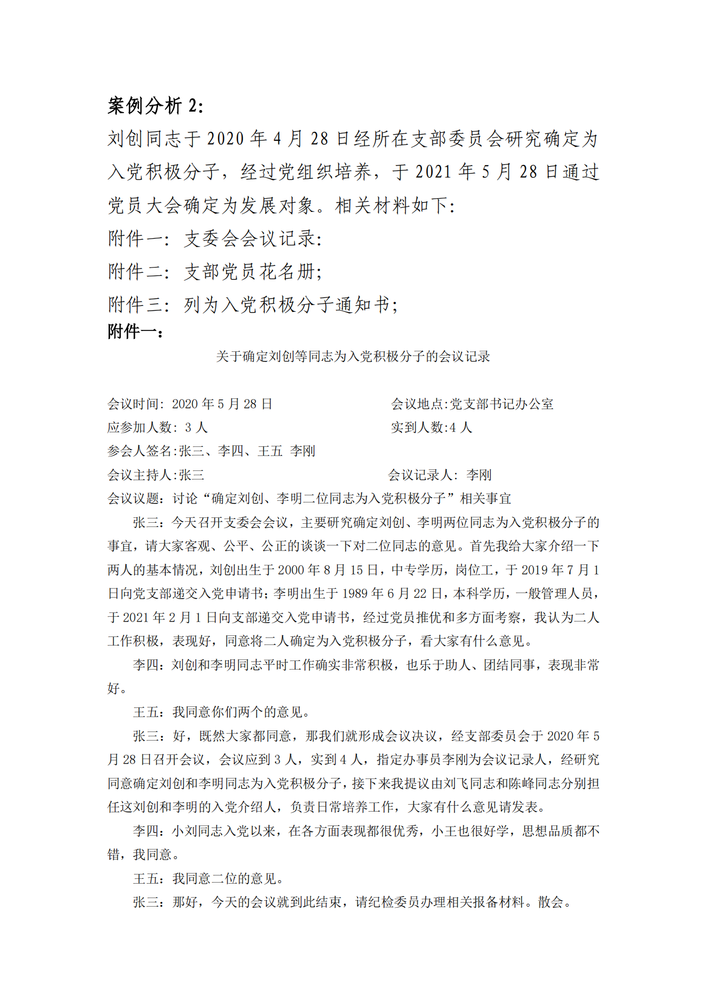 案例分析 2：
刘创同志于 2020 年 4 月 28 日经所在支部委员会研究确定为
入党积极分子，经过党组织培养，于 2021 年 5 月 28 日通过
党员大会确定为发展对象。相关材料如下：
附件一：支委会会议记录：
附件二：支部党员花名册；
附件三：列为入党积极分子通知书；
附件一：
关于确定刘创等同志为入党积极分子的会议记录
会议时间：2020 年 5 月 28 日 会议地点:党支部书记办公室
应参加人数：3 人 实到人数:4 人
参会人签名:张三、李四、王五 李刚
会议主持人:张三 会议记录人：李刚
会议议题：讨论“确定刘创、李明二位同志为入党积极分子”相关事宜
张三：今天召开支委会会议，主要研究确定刘创、李明两位同志为入党积极分子的
事宜，请大家客观、公平、公正的谈谈一下对二位同志的意见。首先我给大家介绍一下
两人的基本情况，刘创出生于 2000 年 8 月 15 日，中专学历，岗位工，于 2019 年 7 月 1
日向党支部递交入党申请书；李明出生于 1989 年 6 月 22 日，本科学历，一般管理人员，
于 2021 年 2 月 1 日向支部递交入党申请书，经过党员推优和多方面考察，我认为二人
工作积极，表现好，同意将二人确定为入党积极分子，看大家有什么意见。
李四：刘创和李明同志平时工作确实非常积极，也乐于助人、团结同事，表现非常
好。
王五：我同意你们两个的意见。
张三：好，既然大家都同意，那我们就形成会议决议，经支部委员会于 2020 年 5
月 28 日召开会议，会议应到 3 人，实到 4 人，指定办事员李刚为会议记录人，经研究
同意确定刘创和李明同志为入党积极分子，接下来我提议由刘飞同志和陈峰同志分别担
任这刘创和李明的入党介绍人，负责日常培养工作，大家有什么意见请发表。
李四：小刘同志入党以来，在各方面表现都很优秀，小王也很好学，思想品质都不
错，我同意。
王五：我同意二位的意见。
张三：那好，今天的会议就到此结束，请纪检委员办理相关报备材料。散会。